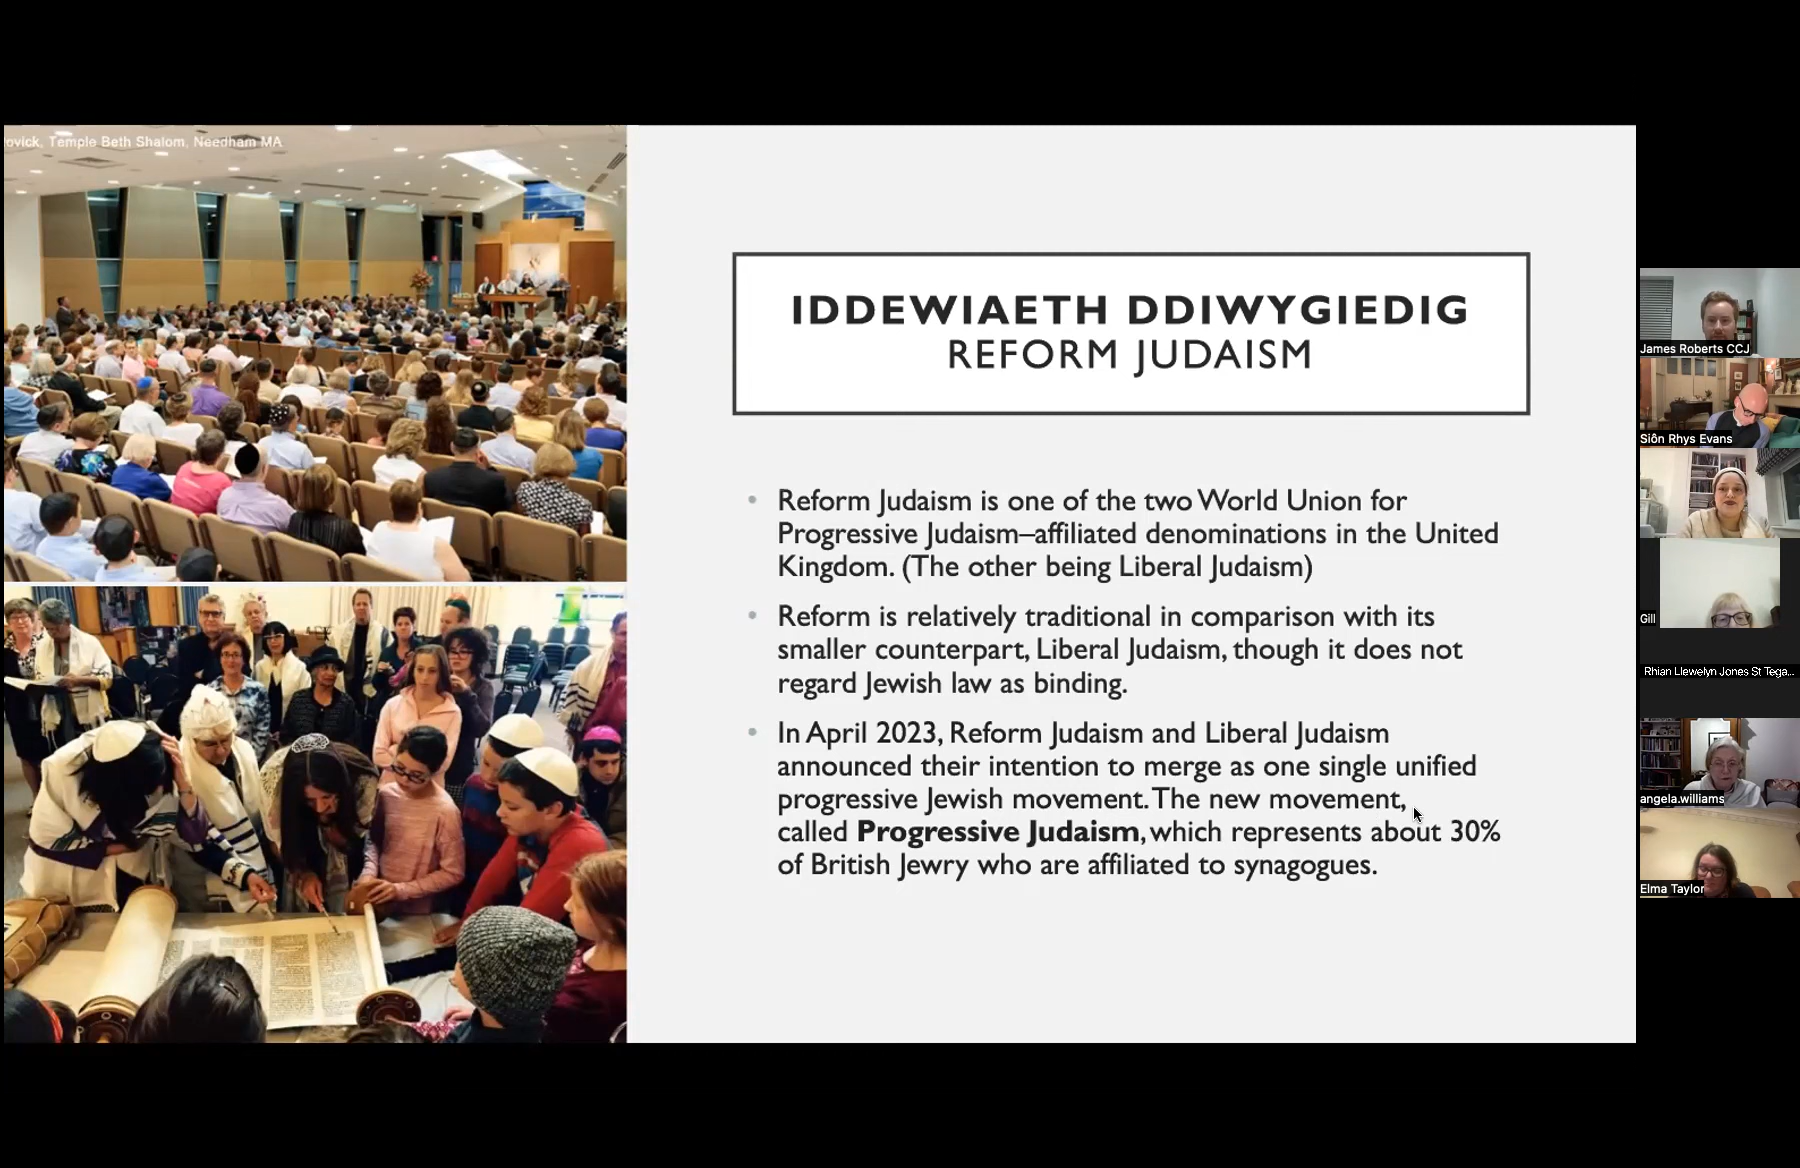 ovick, Temple Beth Shalom, Needham MA
IDDEWIAETH DDIWYGIEDIG
REFORM JUDAISM
• Reform Judaism is one of the two World Union for
Progressive Judaism–affiliated denominations in the United
Kingdom. (The other being Liberal Judaism)
• Reform is relatively traditional in comparison with its
smaller counterpart, Liberal Judaism, though it does not
regard Jewish law as binding.
• In April 2023, Reform Judaism and Liberal Judaism
announced their intention to merge as one single unified
progressive Jewish movement. The new movement,
called Progressive Judaism, which represents about 30%
of British Jewry who are affiliated to synagogues.
James Roberts CCJ
Siôn Rhys Evans
Gill
Rhian Llewelyn Jones St Tega...
angela.williams
Elma Taylor